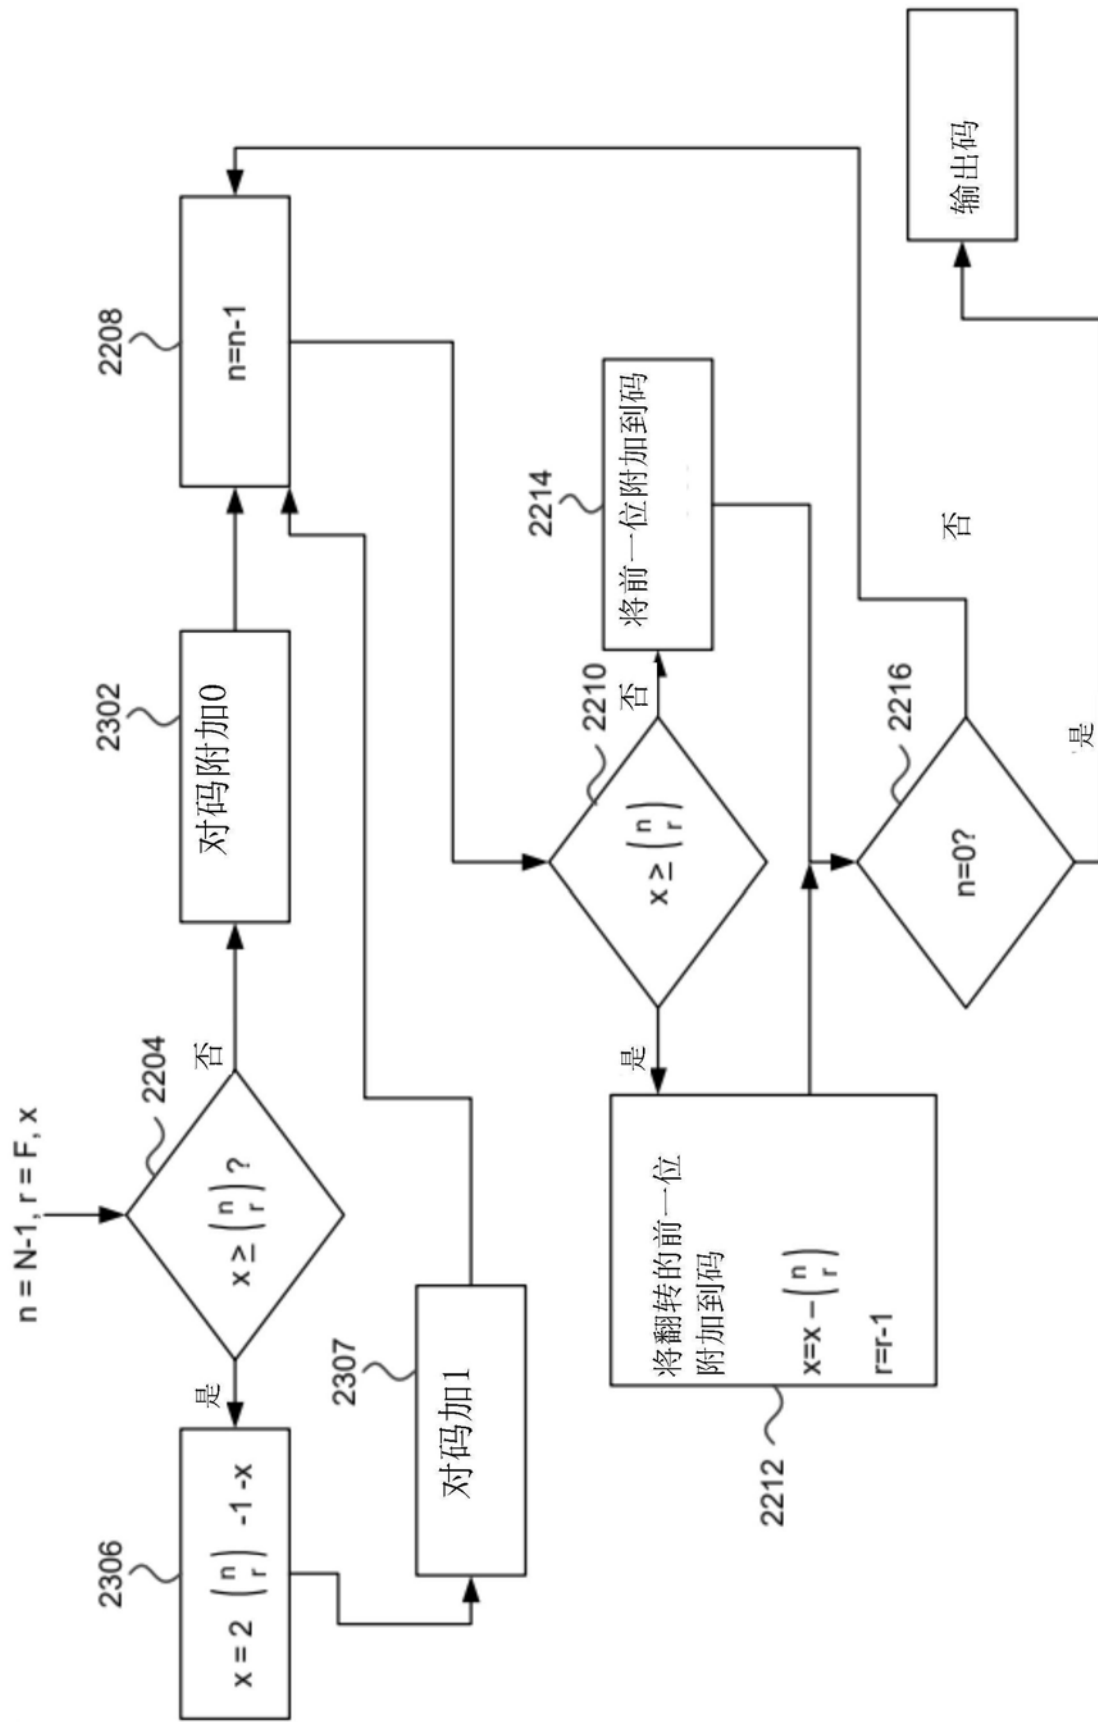 n = N-1, r = F, x
2204
x ≥ (n r) ?
是
否
2306
x = 2 (n r) -1 -x
2307
对码加1
2302
对码附加0
2208
n=n-1
2210
x ≥ (n r)
是
否
2212
将翻转的前一位
附加到码
x=x − (n r)
r=r-1
2214
将前一位附加到码
2216
n=0?
否
是
输出码